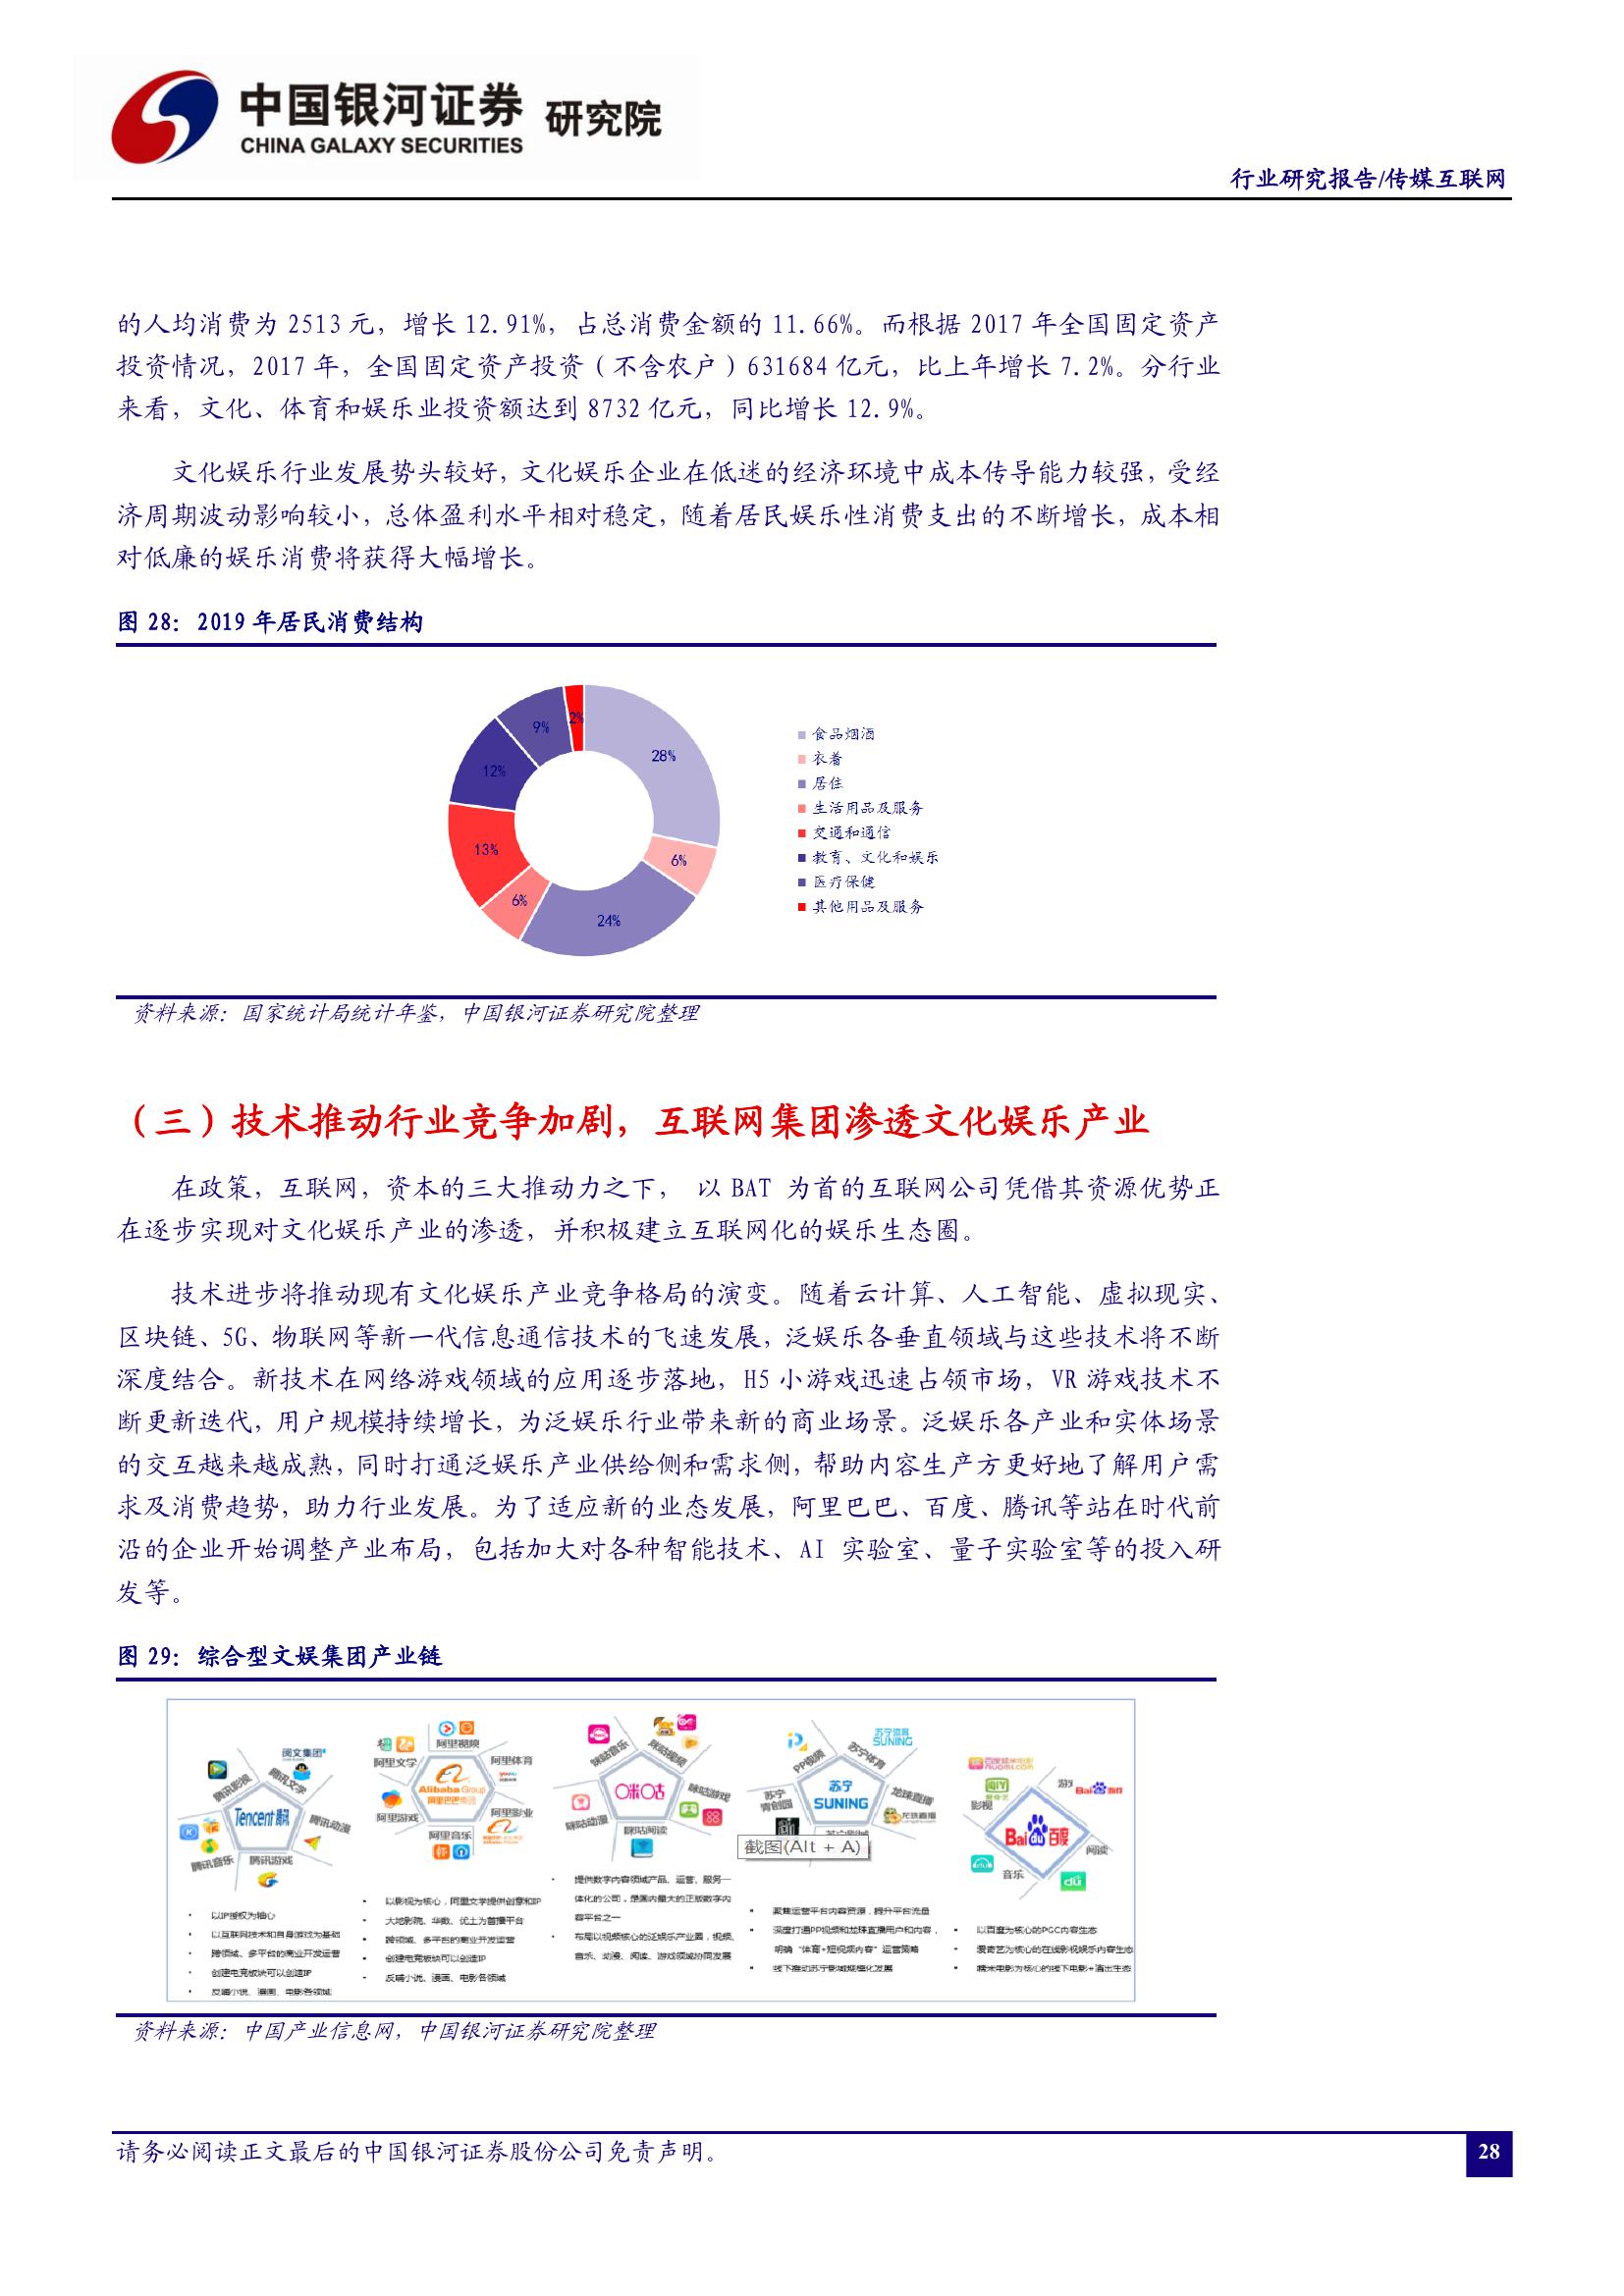 中国银河证券 研究院
CHINA GALAXY SECURITIES
行业研究报告/传媒互联网
的人均消费为 2513 元，增长 12.91%，占总消费金额的 11.66%。而根据 2017 年全国固定资产
投资情况，2017 年，全国固定资产投资（不含农户）631684 亿元，比上年增长 7.2%。分行业
来看，文化、体育和娱乐业投资额达到 8732 亿元，同比增长 12.9%。
文化娱乐行业发展势头较好，文化娱乐企业在低迷的经济环境中成本传导能力较强，受经
济周期波动影响较小，总体盈利水平相对稳定，随着居民娱乐性消费支出的不断增长，成本相
对低廉的娱乐消费将获得大幅增长。
图 28：2019 年居民消费结构
28%
6%
24%
6%
13%
12%
9%
2%
食品烟酒
衣着
居住
生活用品及服务
交通和通信
教育、文化和娱乐
医疗保健
其他用品及服务
资料来源：国家统计局统计年鉴，中国银河证券研究院整理
（三）技术推动行业竞争加剧，互联网集团渗透文化娱乐产业
在政策，互联网，资本的三大推动力之下， 以 BAT 为首的互联网公司凭借其资源优势正
在逐步实现对文化娱乐产业的渗透，并积极建立互联网化的娱乐生态圈。
技术进步将推动现有文化娱乐产业竞争格局的演变。随着云计算、人工智能、虚拟现实、
区块链、5G、物联网等新一代信息通信技术的飞速发展，泛娱乐各垂直领域与这些技术将不断
深度结合。新技术在网络游戏领域的应用逐步落地，H5 小游戏迅速占领市场，VR 游戏技术不
断更新迭代，用户规模持续增长，为泛娱乐行业带来新的商业场景。泛娱乐各产业和实体场景
的交互越来越成熟，同时打通泛娱乐产业供给侧和需求侧，帮助内容生产方更好地了解用户需
求及消费趋势，助力行业发展。为了适应新的业态发展，阿里巴巴、百度、腾讯等站在时代前
沿的企业开始调整产业布局，包括加大对各种智能技术、AI 实验室、量子实验室等的投入研
发等。
图 29：综合型文娱集团产业链
阅文集团
腾讯影视
腾讯文学
Tencent 腾讯
腾讯动漫
腾讯音乐
腾讯游戏
以IP授权为轴心
以互联网技术和自身游戏为基础
跨领域、多平台的商业开发运营
创建电竞板块可以创造IP
反哺小说、漫画、电影各领域
阿里视频
阿里文学
阿里体育
Alibaba Group
阿里巴巴集团
阿里游戏
阿里影业
阿里音乐
以影视为核心，阿里文学提供创意和IP
大地影院、华数、优土为首播平台
跨领域、多平台的商业开发运营
创建电竞板块可以创造IP
反哺小说、漫画、电影各领域
咪咕音乐
咪咕视频
咪咕
咪咕游戏
咪咕动漫
咪咕阅读
提供数字内容领域产品、运营、服务一
体化的公司，是国内最大的正版数字内
容平台之一
布局以视频核心的泛娱乐产业圈，视频、
音乐、动漫、阅读、游戏领域协同发展
苏宁体育
SUNING
PP视频
苏宁体育
苏宁
SUNING
苏宁
青创园
龙珠直播
龙珠直播
苏宁影城
截图(Alt + A)
聚焦运营平台内容资源，提升平台流量
深度打通PP视频和龙珠直播用户和内容，
明确“体育+短视频内容”运营策略
线下推动苏宁影城规模化发展
nuomi.com
iQIYI
爱奇艺
影视
游戏
Bai度游戏
Bai du 百度
阅读
音乐
du
以百度为核心的PGC内容生态
爱奇艺为核心的在线影视娱乐内容生态
糯米电影为核心的线下电影+演出生态
资料来源：中国产业信息网，中国银河证券研究院整理
请务必阅读正文最后的中国银河证券股份公司免责声明。
28